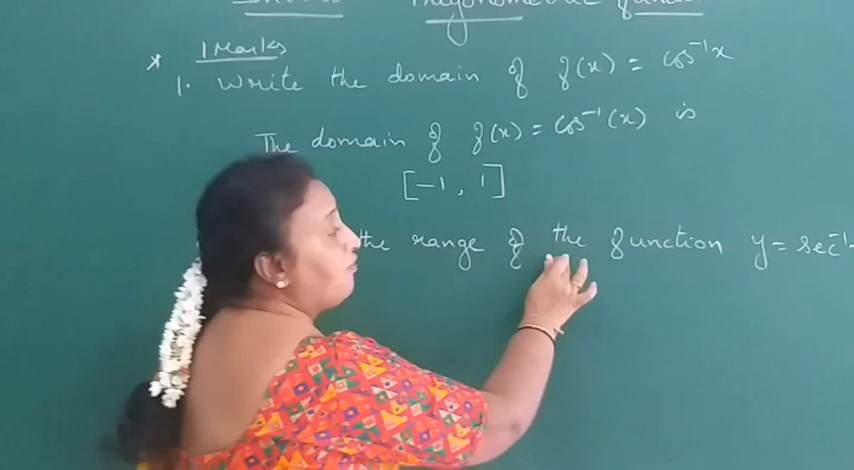 Trigonometric
* 1 Marks
1. Write the domain of f(x) = cos⁻¹x
The domain of f(x) = cos⁻¹(x) is
[-1, 1]
the range of the function y = sec⁻¹